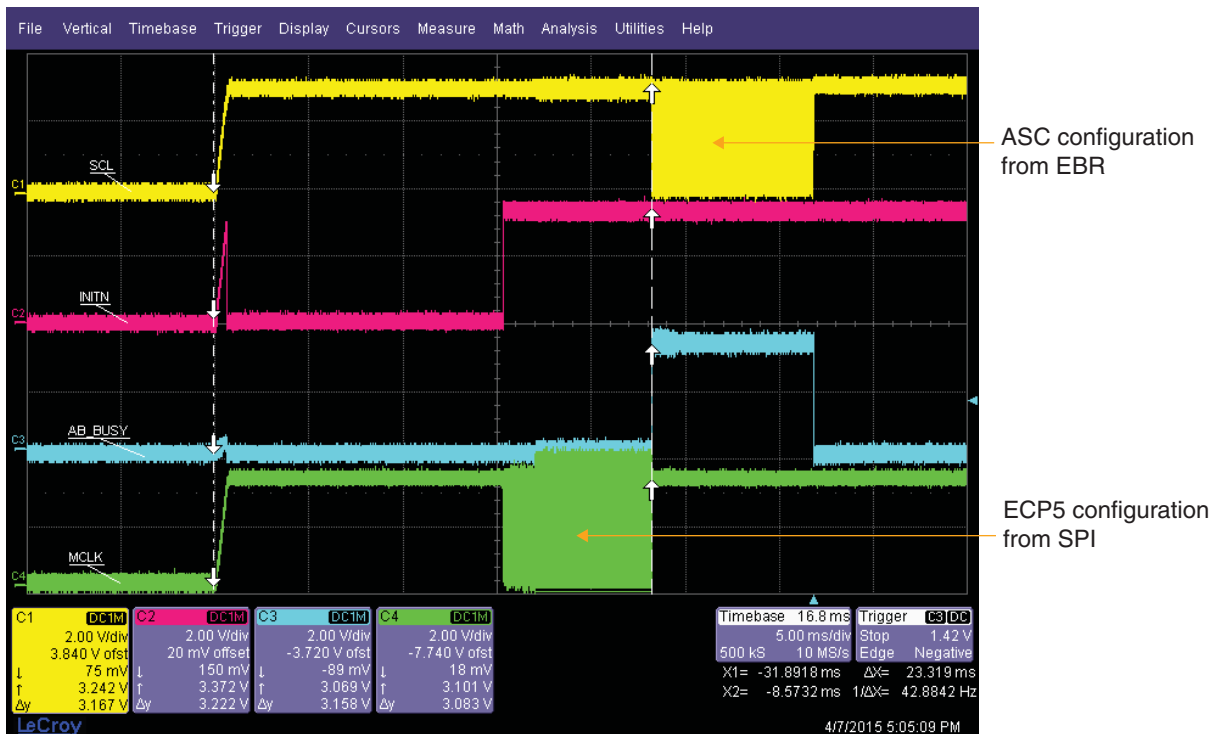 File Vertical Timebase Trigger Display Cursors Measure Math Analysis Utilities Help
SCL
C1
ASC configuration
from EBR
INITN
C2
AB_BUSY
C3
ECP5 configuration
from SPI
MCLK
C4
C1 DC1M
2.00 V/div
3.840 V ofst
↓ 75 mV
↑ 3.242 V
Δy 3.167 V
C2 DC1M
2.00 V/div
20 mV offset
↓ 150 mV
↑ 3.372 V
Δy 3.222 V
C3 DC1M
2.00 V/div
-3.720 V ofst
↓ -89 mV
↑ 3.069 V
Δy 3.158 V
C4 DC1M
2.00 V/div
-7.740 V ofst
↓ 18 mV
↑ 3.101 V
Δy 3.083 V
Timebase 16.8 ms
5.00 ms/div
500 kS 10 MS/s
Trigger C3 DC
Stop 1.42 V
Edge Negative
X1= -31.8918 ms ΔX= 23.319 ms
X2= -8.5732 ms 1/ΔX= 42.8842 Hz
LeCroy
4/7/2015 5:05:09 PM